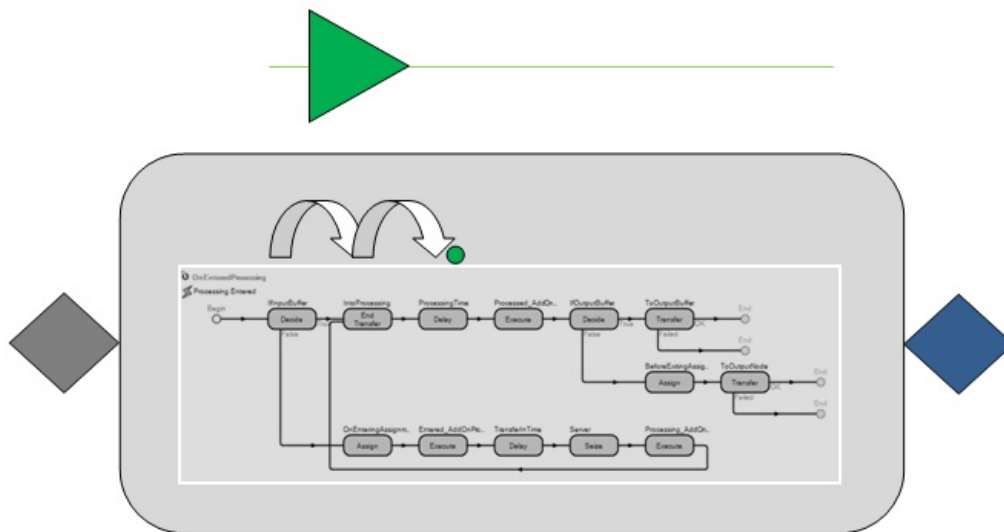 OnEnteredProcessing
Processing Entered
Begin
IfInputBuffer
Decide
True
False
IntoProcessing
End
Transfer
ProcessingTime
Delay
Processed_AddOn...
Execute
IfOutputBuffer
Decide
True
False
ToOutputBuffer
Transfer
OK
Failed
End
End
BeforeExitingAssig..
Assign
ToOutputNode
Transfer
OK
Failed
End
End
OnEnteringAssignm..
Assign
Entered_AddOnPro..
Execute
TransferInTime
Delay
Server
Seize
Processing_AddOn..
Execute